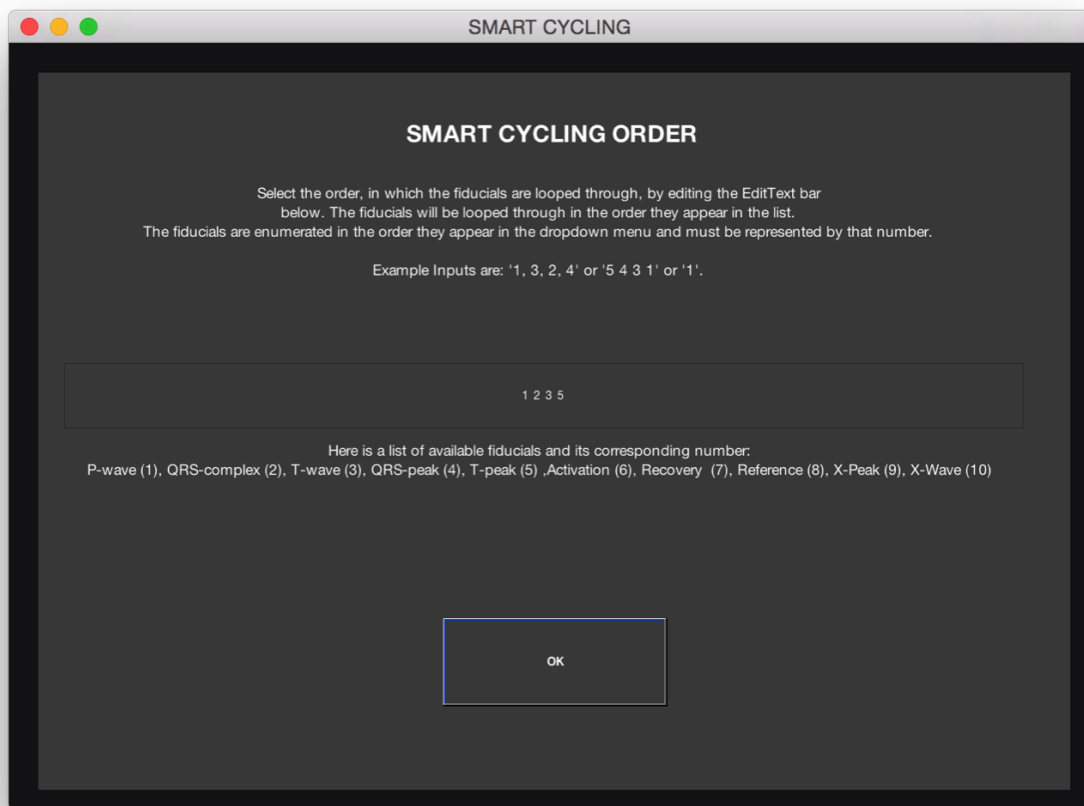 SMART CYCLING
SMART CYCLING ORDER
Select the order, in which the fiducials are looped through, by editing the EditText bar
below. The fiducials will be looped through in the order they appear in the list.
The fiducials are enumerated in the order they appear in the dropdown menu and must be represented by that number.
Example Inputs are: '1, 3, 2, 4' or '5 4 3 1' or '1'.
1 2 3 5
Here is a list of available fiducials and its corresponding number:
P-wave (1), QRS-complex (2), T-wave (3), QRS-peak (4), T-peak (5) ,Activation (6), Recovery  (7), Reference (8), X-Peak (9), X-Wave (10)
OK